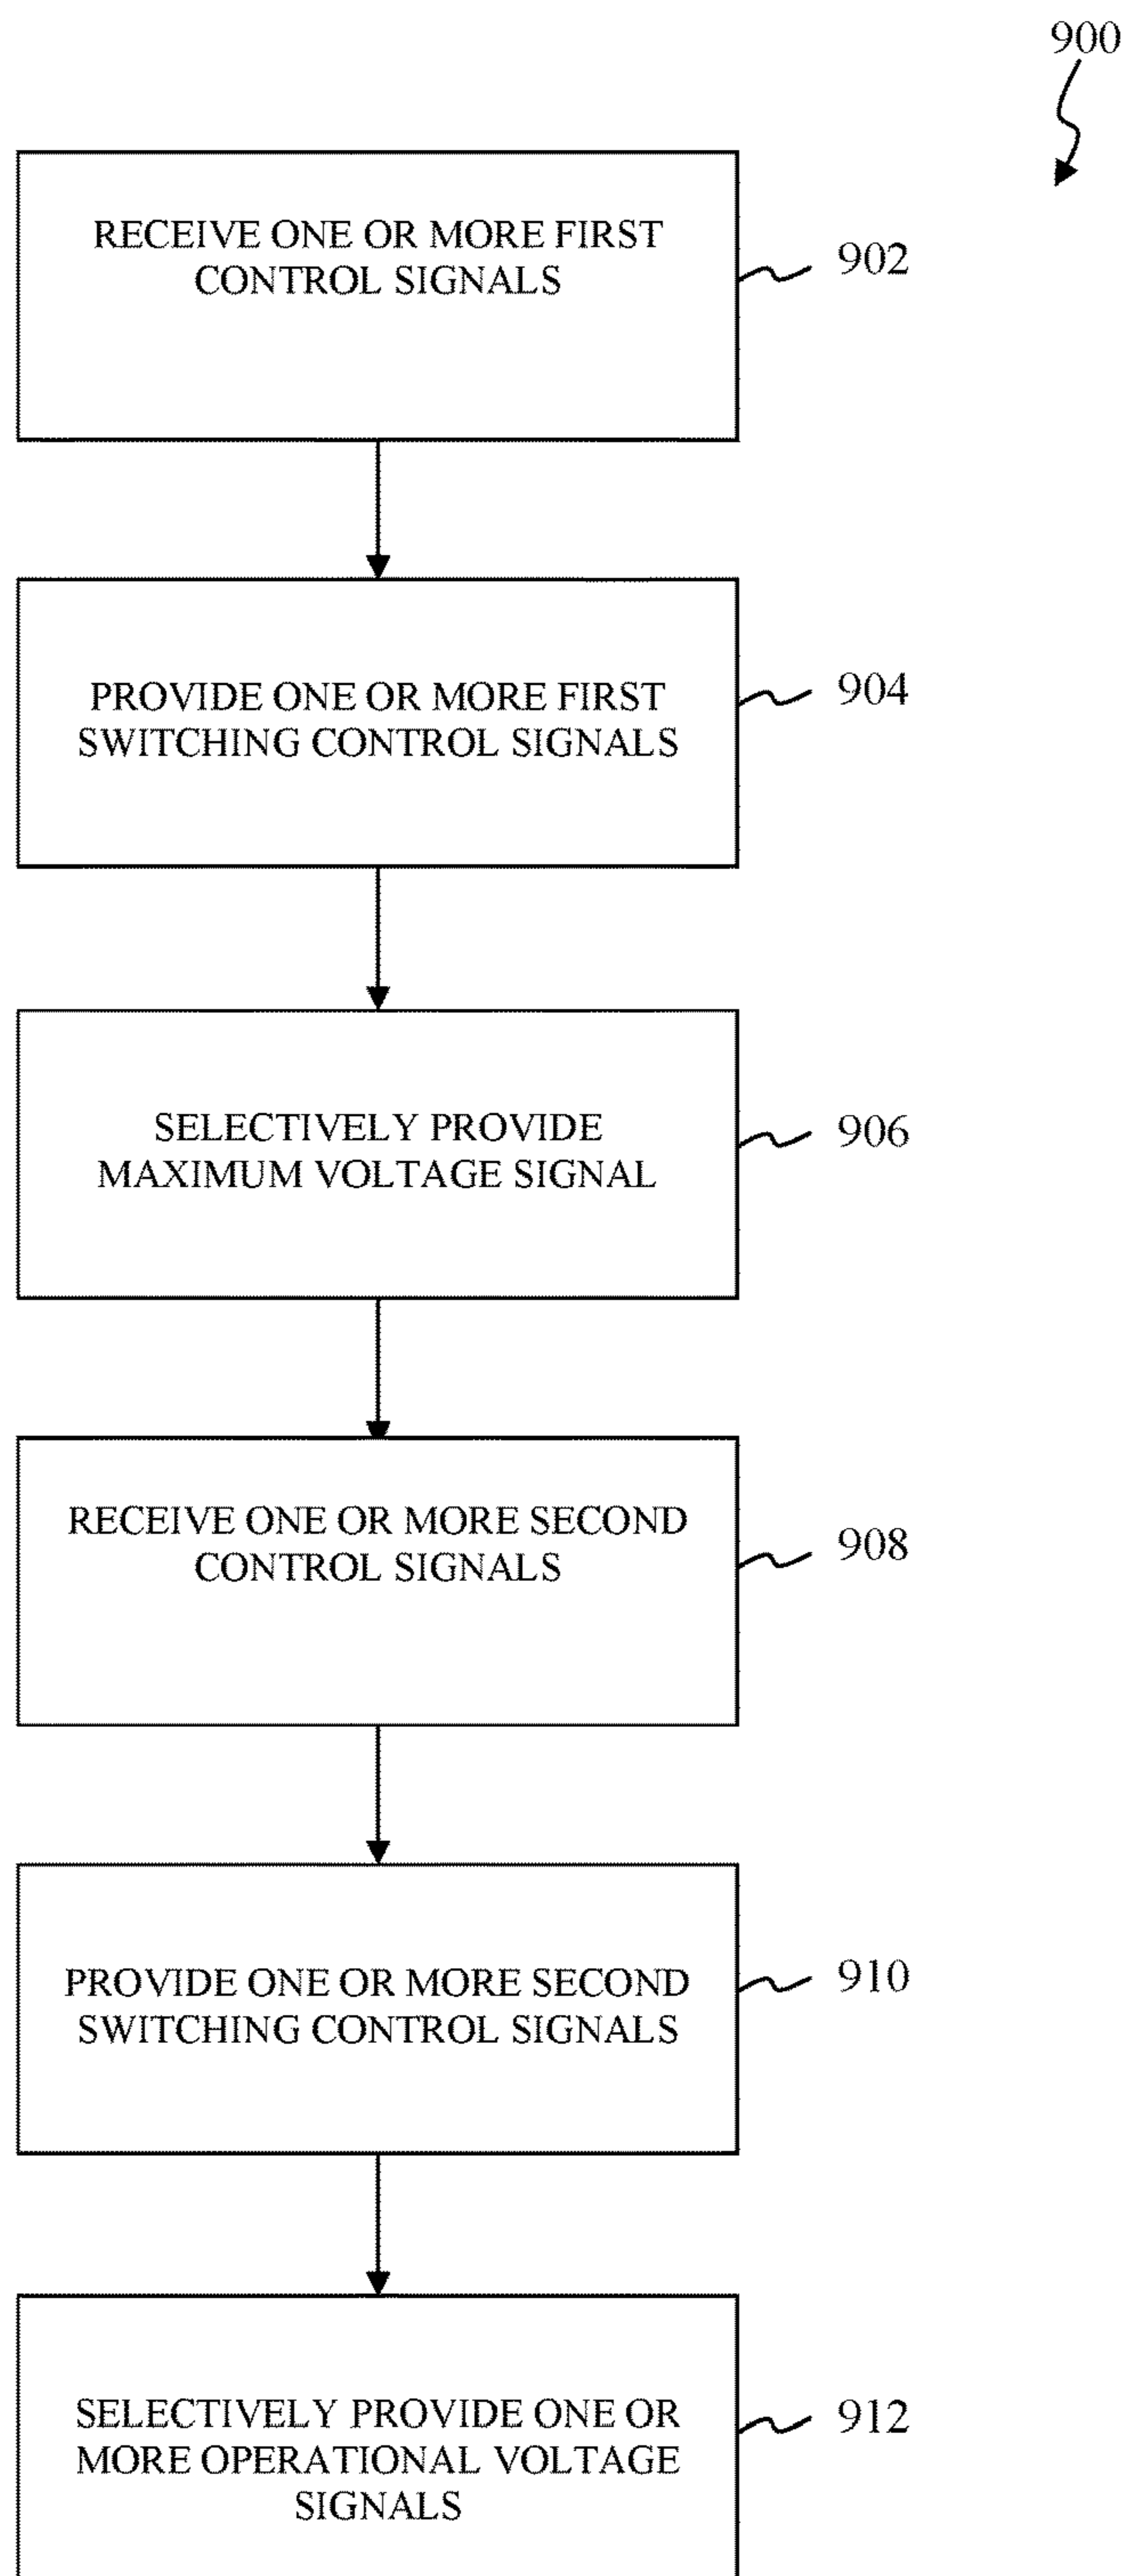 900
RECEIVE ONE OR MORE FIRST
CONTROL SIGNALS
902
PROVIDE ONE OR MORE FIRST
SWITCHING CONTROL SIGNALS
904
SELECTIVELY PROVIDE
MAXIMUM VOLTAGE SIGNAL
906
RECEIVE ONE OR MORE SECOND
CONTROL SIGNALS
908
PROVIDE ONE OR MORE SECOND
SWITCHING CONTROL SIGNALS
910
SELECTIVELY PROVIDE ONE OR
MORE OPERATIONAL VOLTAGE
SIGNALS
912